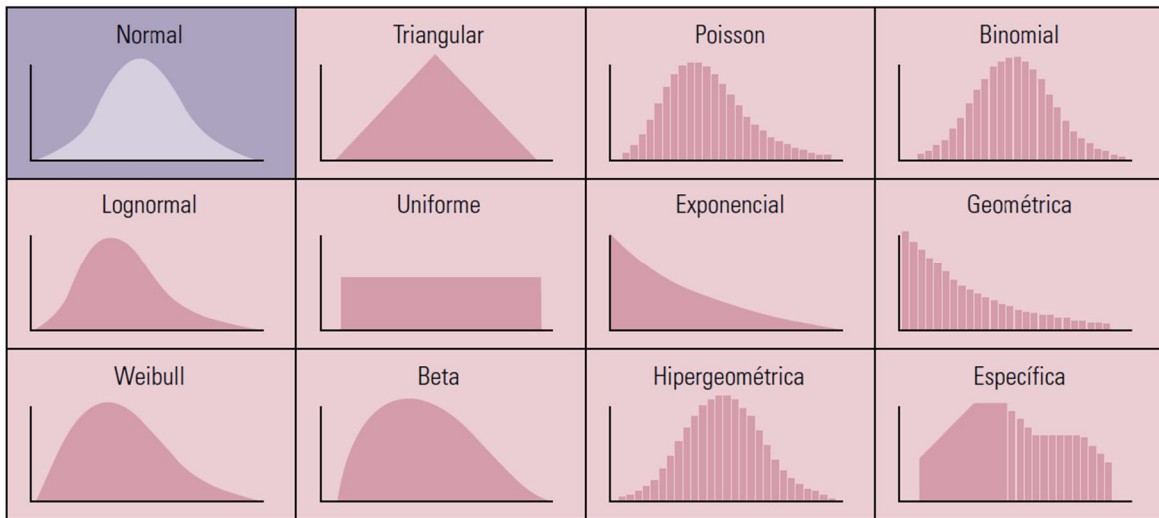 Normal
Triangular
Poisson
Binomial
Lognormal
Uniforme
Exponencial
Geométrica
Weibull
Beta
Hipergeométrica
Específica